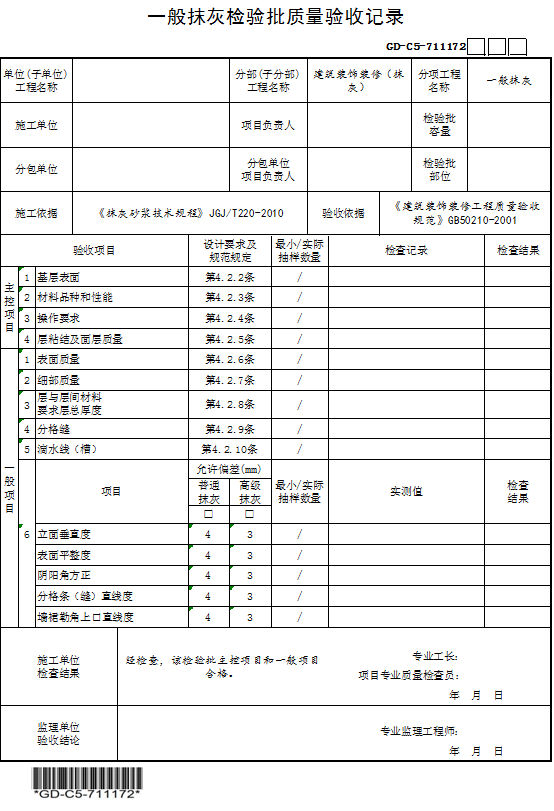 一般抹灰检验批质量验收记录
GD-C5-711172□□□
单位(子单位)
工程名称
分部(子分部)
工程名称
建筑装饰装修（抹
灰）
分项工程
名称
一般抹灰
施工单位
项目负责人
检验批
容量
分包单位
分包单位
项目负责人
检验批
部位
施工依据
《抹灰砂浆技术规程》JGJ/T220-2010
验收依据
《建筑装饰装修工程质量验收
规范》GB50210-2001
验收项目
设计要求及
规范规定
最小/实际
抽样数量
检查记录
检查结果
主控项目
1 基层表面 第4.2.2条 /
2 材料品种和性能 第4.2.3条 /
3 操作要求 第4.2.4条 /
4 层粘结及面层质量 第4.2.5条 /
一般项目
1 表面质量 第4.2.6条 /
2 细部质量 第4.2.7条 /
3 层与层间材料
要求层总厚度 第4.2.8条 /
4 分格缝 第4.2.9条 /
5 滴水线（槽） 第4.2.10条 /
6
项目
允许偏差(mm)
普通
抹灰
□
高级
抹灰
□
最小/实际
抽样数量
实测值
检查
结果
立面垂直度 4 3 /
表面平整度 4 3 /
阴阳角方正 4 3 /
分格条（缝）直线度 4 3 /
墙裙勒角上口直线度 4 3 /
施工单位
检查结果
经检查，该检验批主控项目和一般项目
合格。
专业工长:
项目专业质量检查员:
年 月 日
监理单位
验收结论
专业监理工程师:
年 月 日
*GD-C5-711172*